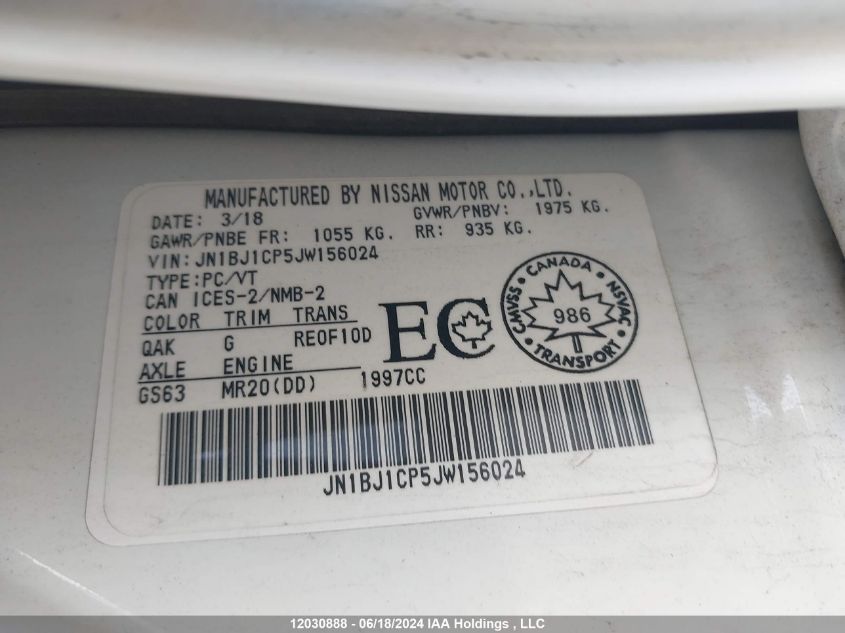 MANUFACTURED BY NISSAN MOTOR CO.,LTD.
DATE: 3/18 GVWR/PNBV: 1975 KG.
GAWR/PNBE FR: 1055 KG. RR: 935 KG.
VIN: JN1BJ1CP5JW156024
TYPE:PC/VT
CAN ICES-2/NMB-2
COLOR TRIM TRANS
QAK G RE0F10D
AXLE ENGINE
GS63 MR20(DD) 1997CC
EC
CANADA
CMVSS 986 NSVAC
TRANSPORT
JN1BJ1CP5JW156024
12030888 - 06/18/2024 IAA Holdings , LLC